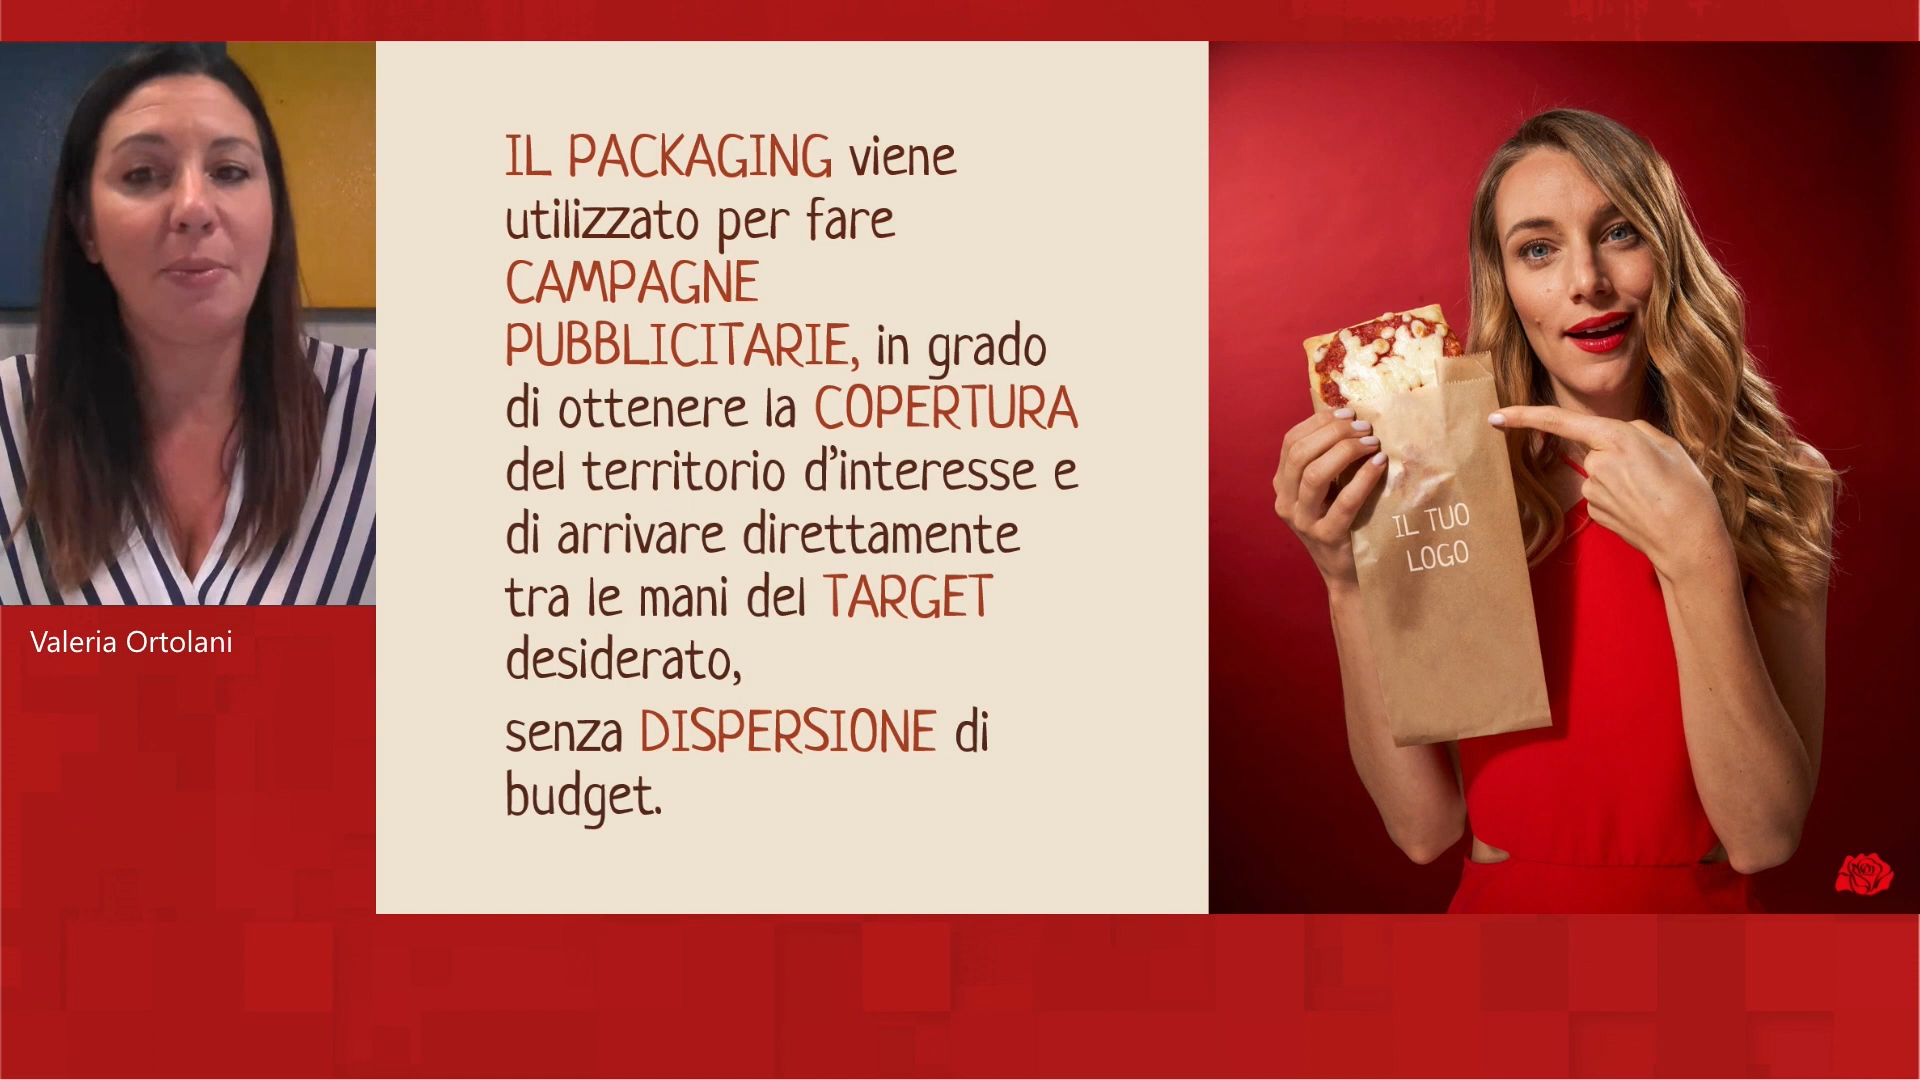 IL PACKAGING viene
utilizzato per fare
CAMPAGNE
PUBBLICITARIE, in grado
di ottenere la COPERTURA
del territorio d'interesse e
di arrivare direttamente
tra le mani del TARGET
desiderato,
senza DISPERSIONE di
budget.
IL TUO
LOGO
Valeria Ortolani